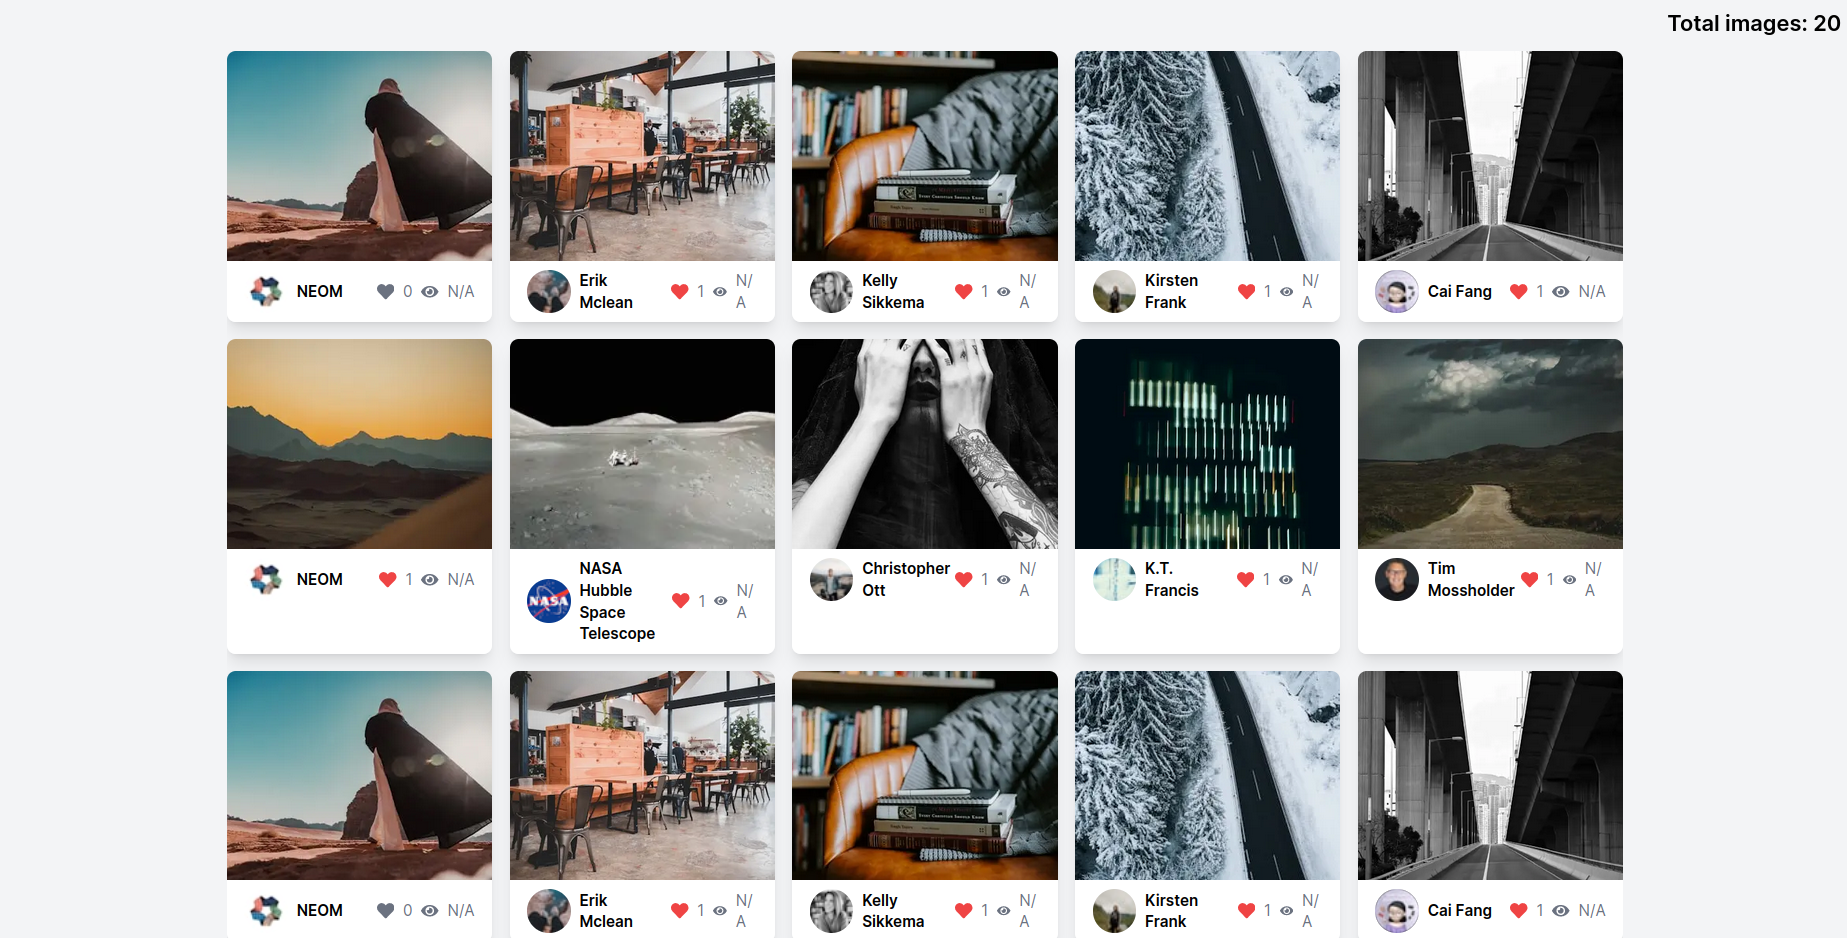 Total images: 20
NEOM 0 N/A
Erik Mclean 1 N/A
Kelly Sikkema 1 N/A
Kirsten Frank 1 N/A
Cai Fang 1 N/A
NEOM 1 N/A
NASA
NASA Hubble Space Telescope 1 N/A
Christopher Ott 1 N/A
K.T. Francis 1 N/A
Tim Mossholder 1 N/A
NEOM 0 N/A
Erik Mclean 1 N/A
Kelly Sikkema 1 N/A
Kirsten Frank 1 N/A
Cai Fang 1 N/A